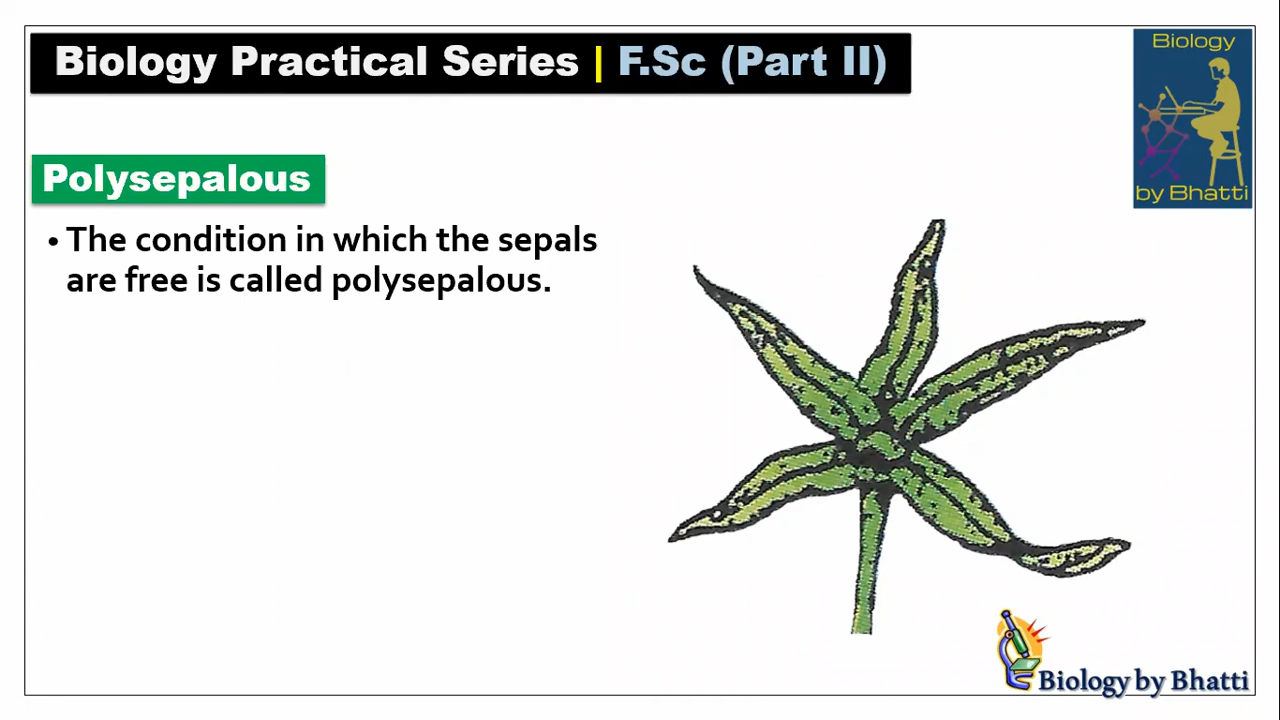 Biology Practical Series | F.Sc (Part II)
Biology
by Bhatti
Polysepalous
• The condition in which the sepals
are free is called polysepalous.
Biology by Bhatti